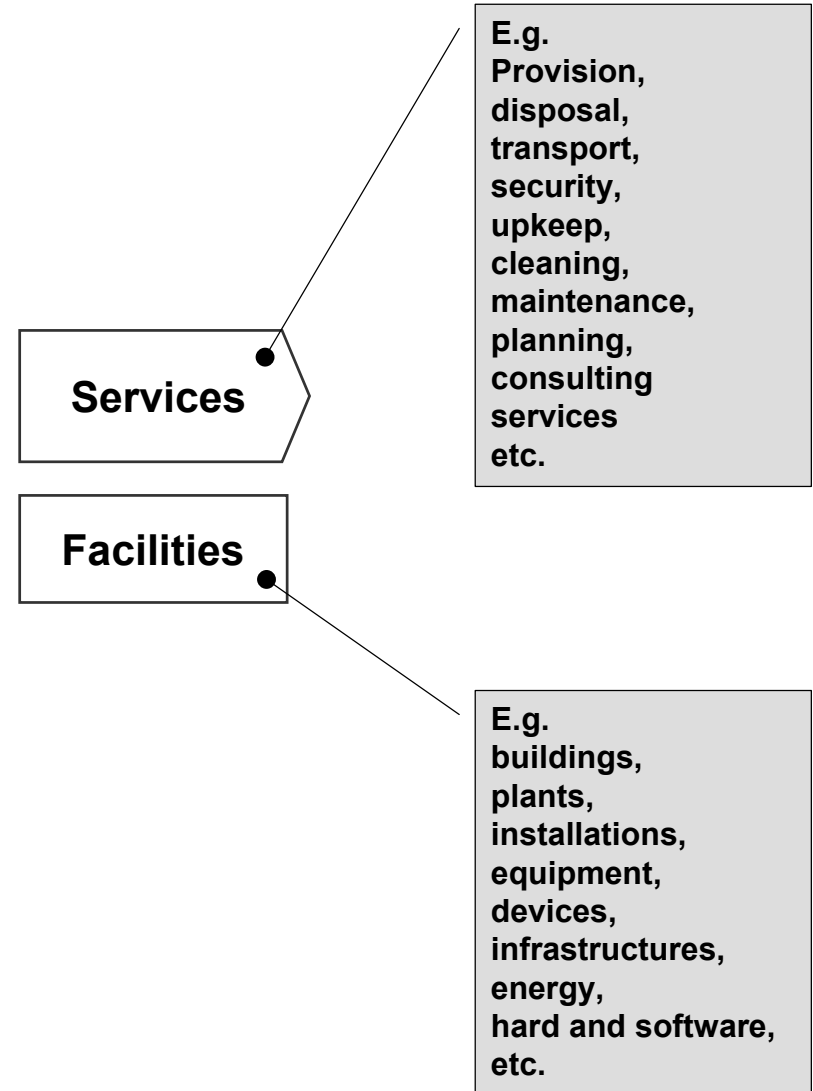 E.g.
Provision,
disposal,
transport,
security,
upkeep,
cleaning,
maintenance,
planning,
consulting
services
etc.
Services
Facilities
E.g.
buildings,
plants,
installations,
equipment,
devices,
infrastructures,
energy,
hard and software,
etc.